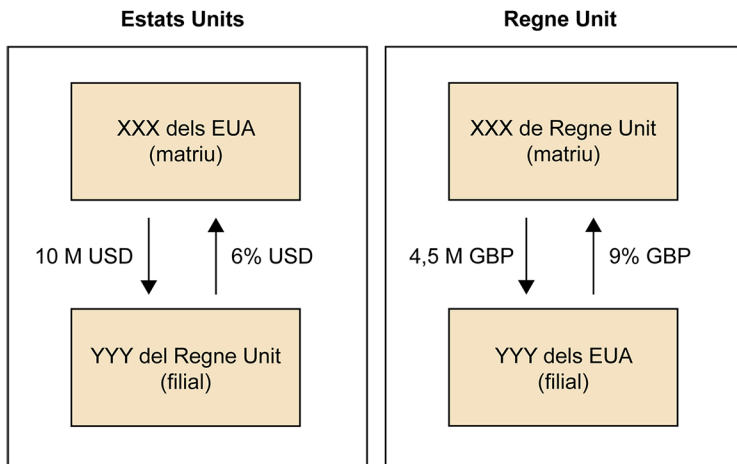 Estats Units
XXX dels EUA
(matriu)
10 M USD
6% USD
YYY del Regne Unit
(filial)
Regne Unit
XXX de Regne Unit
(matriu)
4,5 M GBP
9% GBP
YYY dels EUA
(filial)